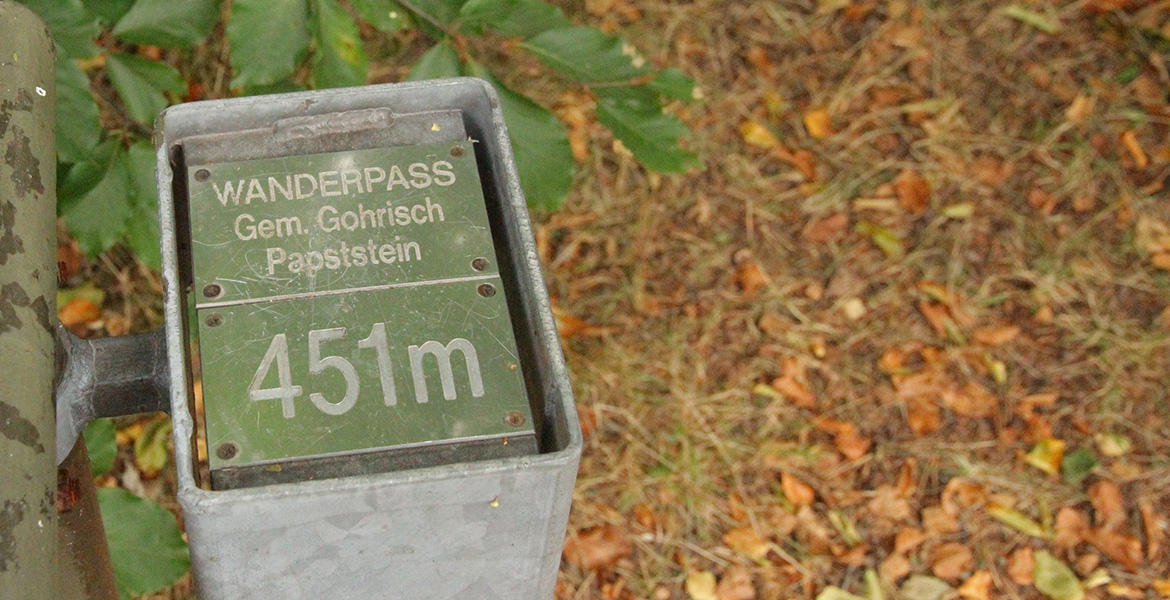 WANDERPASS
Gem. Gohrisch
Papststein
451m